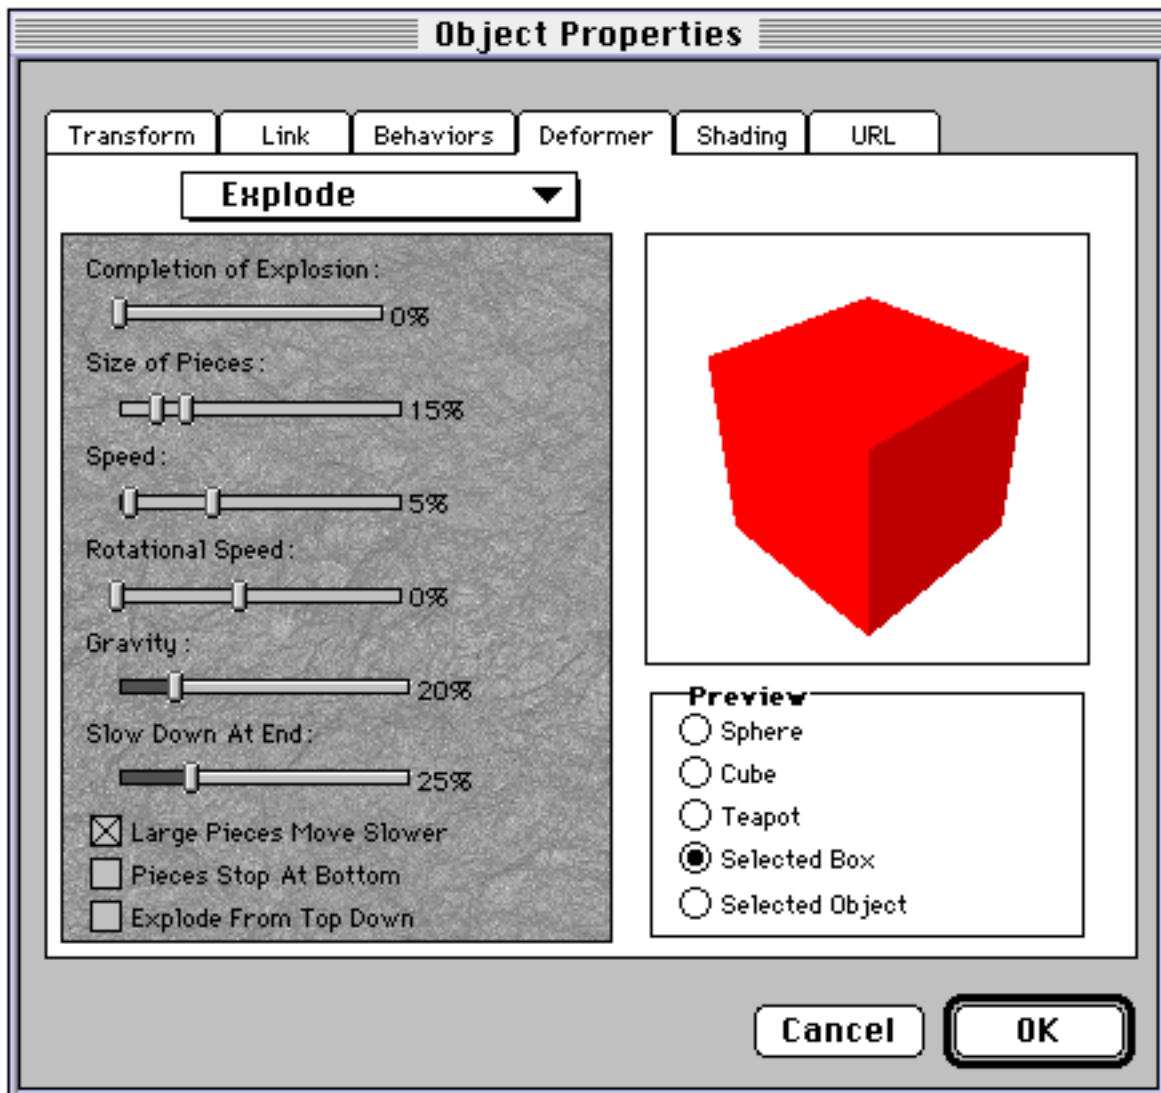 Object Properties
Transform Link Behaviors Deformer Shading URL
Explode
Completion of Explosion:
0%
Size of Pieces:
15%
Speed:
5%
Rotational Speed:
0%
Gravity:
20%
Slow Down At End:
25%
Large Pieces Move Slower
Pieces Stop At Bottom
Explode From Top Down
Preview
Sphere
Cube
Teapot
Selected Box
Selected Object
Cancel OK